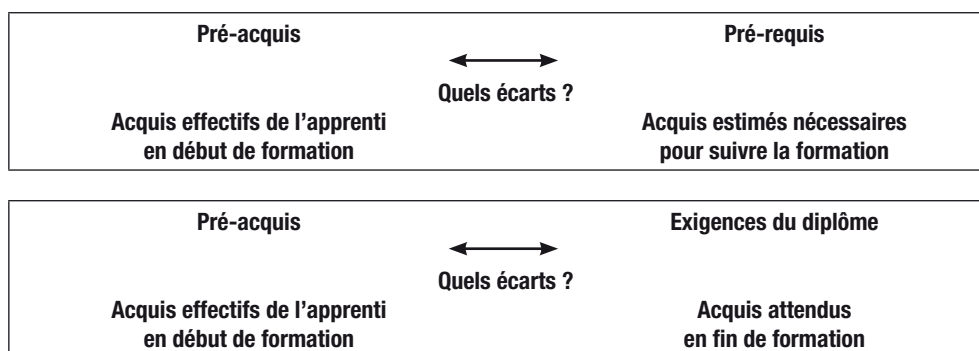 Pré-acquis Pré-requis
Quels écarts ?
Acquis effectifs de l’apprenti Acquis estimés nécessaires
en début de formation pour suivre la formation
Pré-acquis Exigences du diplôme
Quels écarts ?
Acquis effectifs de l’apprenti Acquis attendus
en début de formation en fin de formation